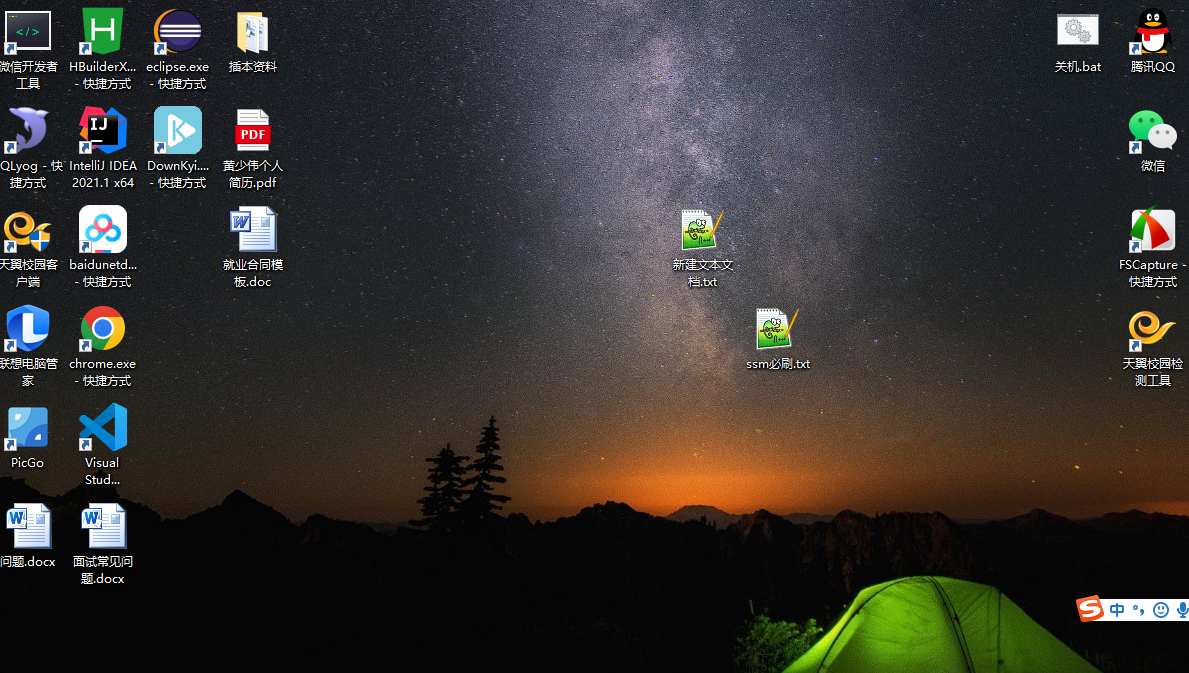 微信开发者
工具
HBuilderX...
- 快捷方式
eclipse.exe
- 快捷方式
插本资料
关机.bat
腾讯QQ
QLyog - 快
捷方式
IntelliJ IDEA
2021.1 x64
DownKyi....
- 快捷方式
PDF
黄少伟个人
简历.pdf
微信
天翼校园客
户端
baidunetd...
- 快捷方式
就业合同模
板.doc
新建文本文
档.txt
FSCapture -
快捷方式
联想电脑管
家
chrome.exe
- 快捷方式
ssm必刷.txt
天翼校园检
测工具
PicGo
Visual
Stud...
问题.docx
面试常见问
题.docx
中